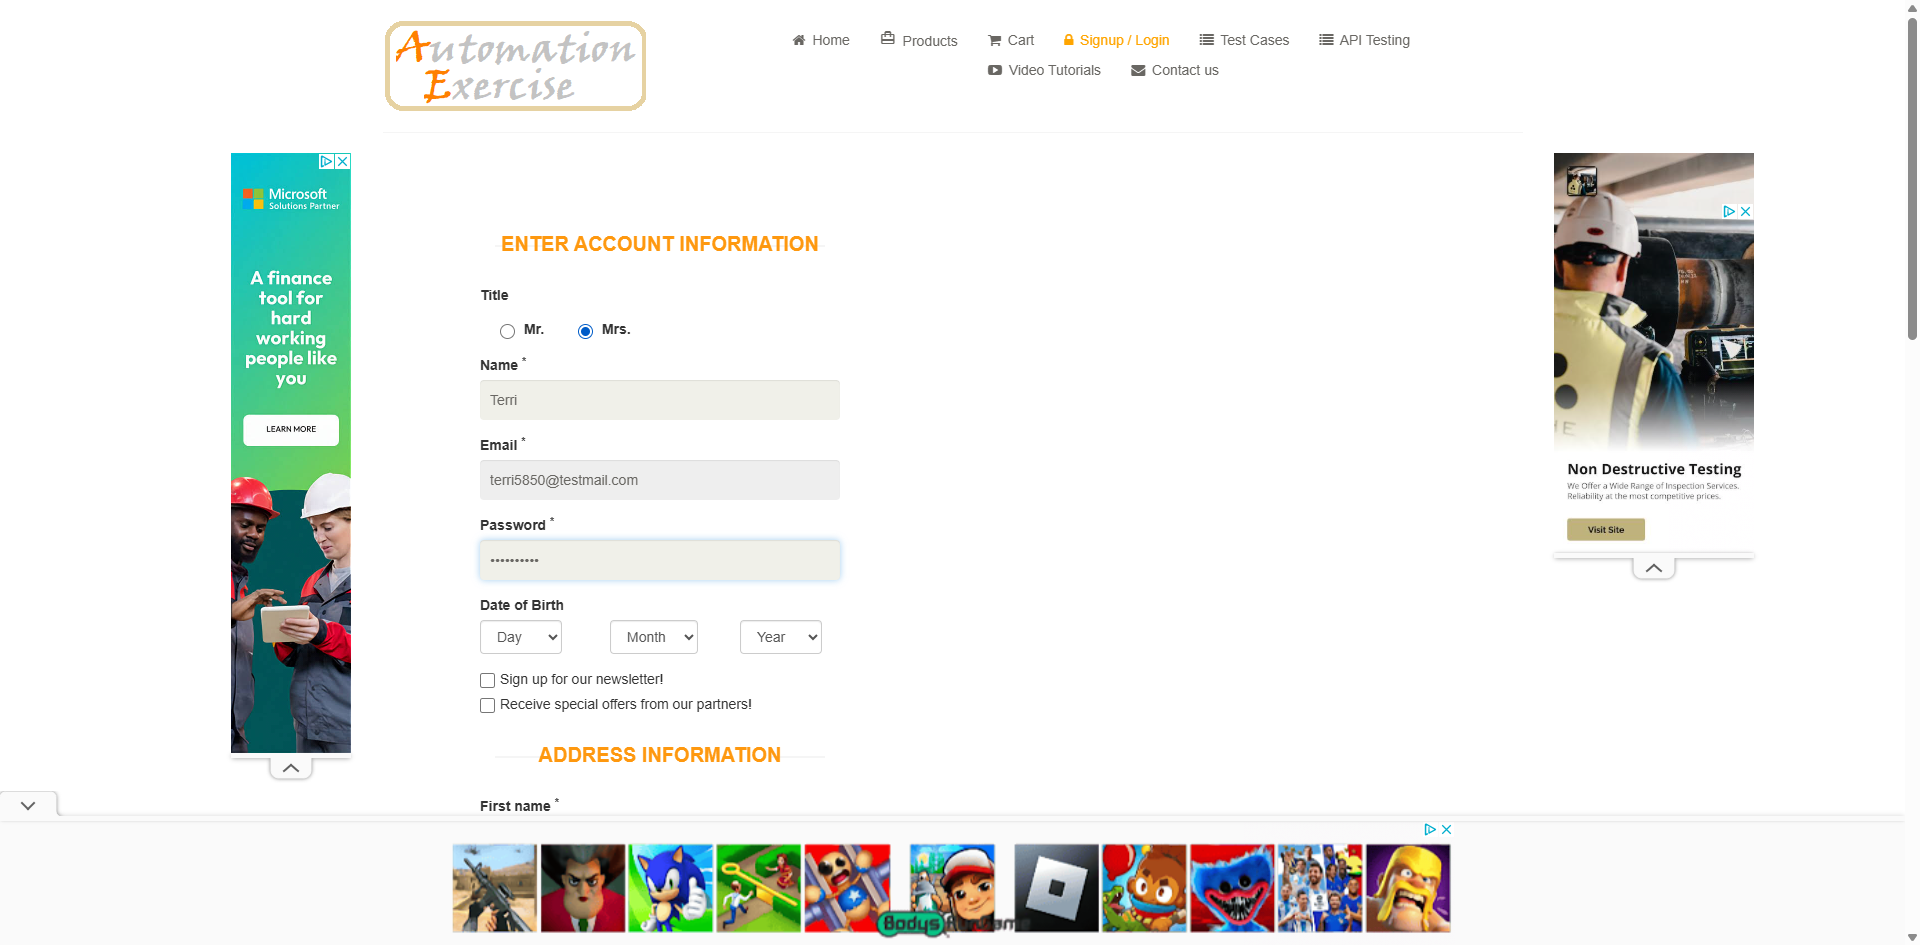 Automation
Exercise
Home
Products
Cart
Signup / Login
Test Cases
API Testing
Video Tutorials
Contact us
Microsoft
Solutions Partner
A finance
tool for
hard
working
people like
you
LEARN MORE
ENTER ACCOUNT INFORMATION
Title
Mr.
Mrs.
Name *
Terri
Email *
terri5850@testmail.com
Password *
••••••••••
Date of Birth
Day
Month
Year
Sign up for our newsletter!
Receive special offers from our partners!
ADDRESS INFORMATION
First name *
Non Destructive Testing
We Offer a Wide Range of Inspection Services.
Reliability at the most competitive prices.
Visit Site
Bodys